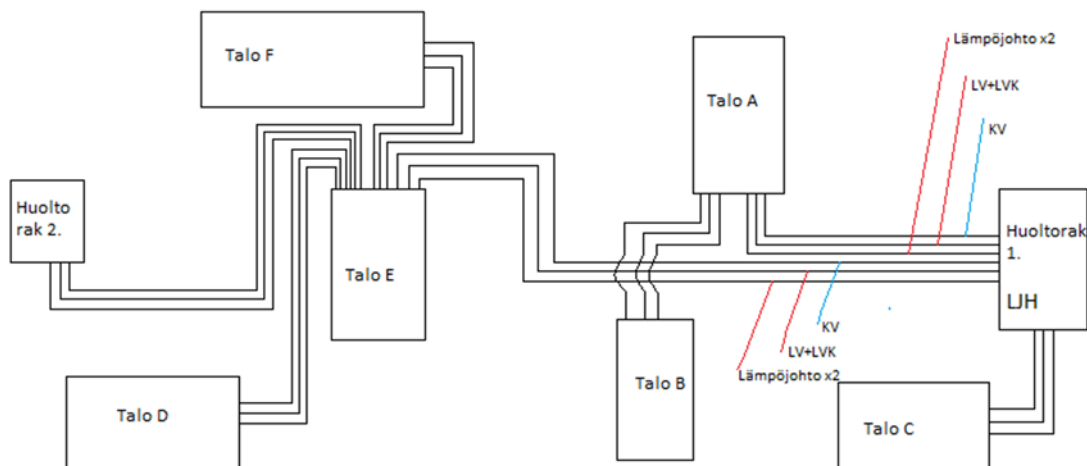 Talo F
Talo A
Lämpöjohto x2
LV+LVK
KV
Huolto
rak 2.
Talo E
Huoltorak
1.
LJH
KV
LV+LVK
Lämpöjohto x2
Talo B
Talo D
Talo C